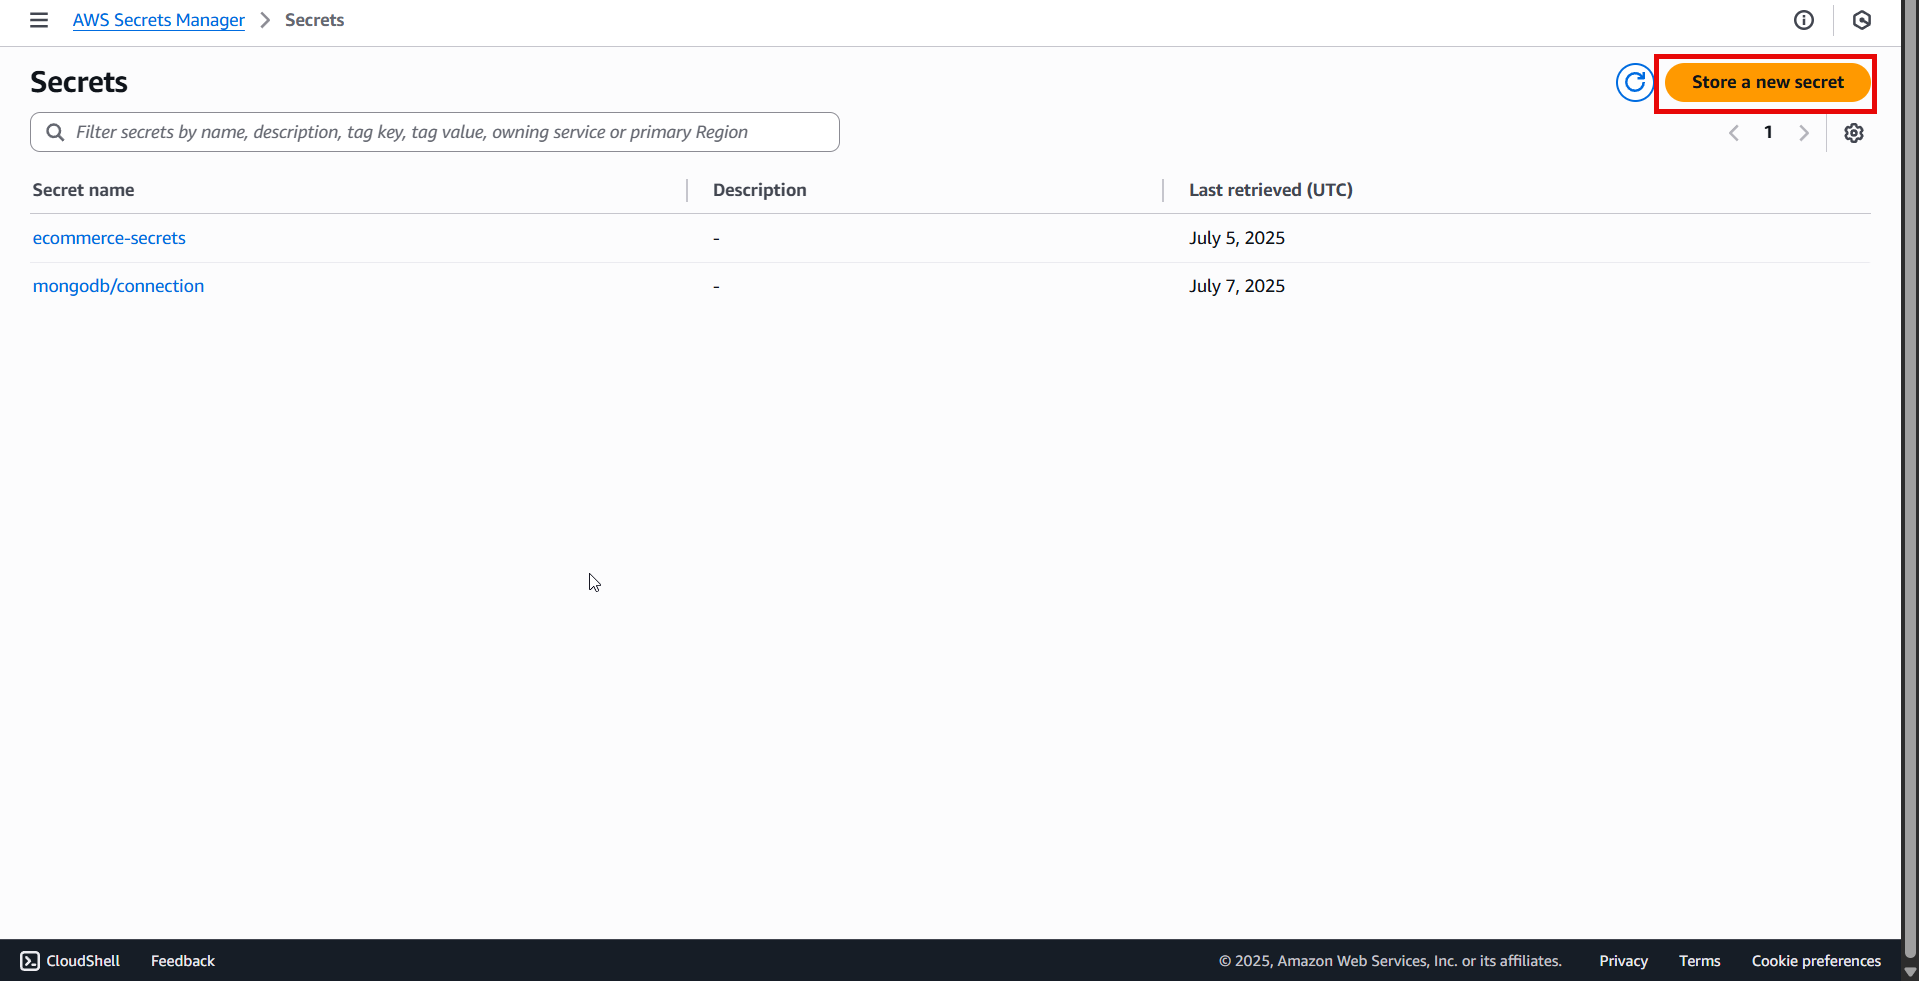 AWS Secrets Manager > Secrets
Secrets
Store a new secret
Filter secrets by name, description, tag key, tag value, owning service or primary Region
1
Secret name Description Last retrieved (UTC)
ecommerce-secrets - July 5, 2025
mongodb/connection - July 7, 2025
CloudShell Feedback © 2025, Amazon Web Services, Inc. or its affiliates. Privacy Terms Cookie preferences